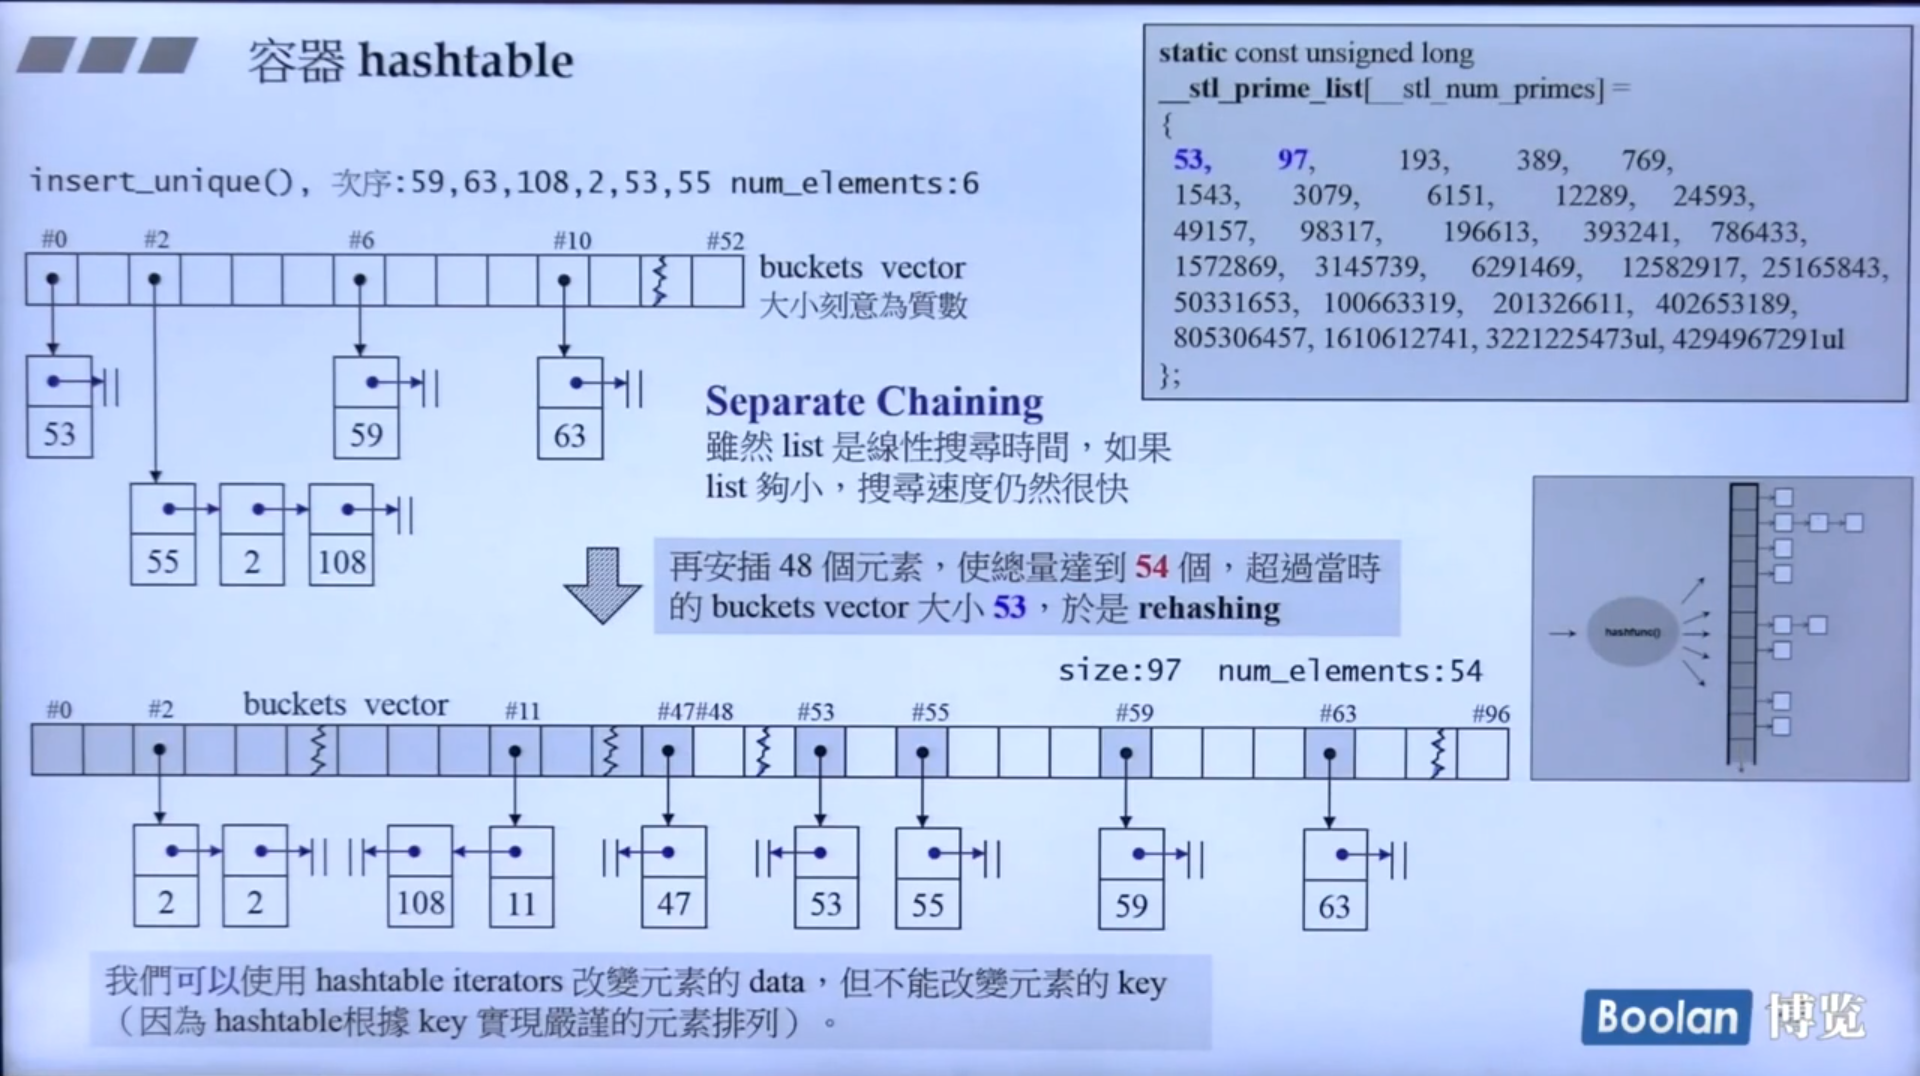 容器 hashtable
insert_unique(), 次序:59,63,108,2,53,55 num_elements:6
#0 #2 #6 #10 #52
buckets vector
大小刻意為質數
53 59 63
55 2 108
Separate Chaining
雖然 list 是線性搜尋時間，如果
list 夠小，搜尋速度仍然很快
static const unsigned long
__stl_prime_list[__stl_num_primes] =
{
53, 97, 193, 389, 769,
1543, 3079, 6151, 12289, 24593,
49157, 98317, 196613, 393241, 786433,
1572869, 3145739, 6291469, 12582917, 25165843,
50331653, 100663319, 201326611, 402653189,
805306457, 1610612741, 3221225473ul, 4294967291ul
};
hashfunc()
再安插 48 個元素，使總量達到 54 個，超過當時
的 buckets vector 大小 53，於是 rehashing
size:97 num_elements:54
#0 #2 buckets vector #11 #47#48 #53 #55 #59 #63 #96
2 2 108 11 47 53 55 59 63
我們可以使用 hashtable iterators 改變元素的 data，但不能改變元素的 key
（因為 hashtable根據 key 實現嚴謹的元素排列）。
Boolan 博览